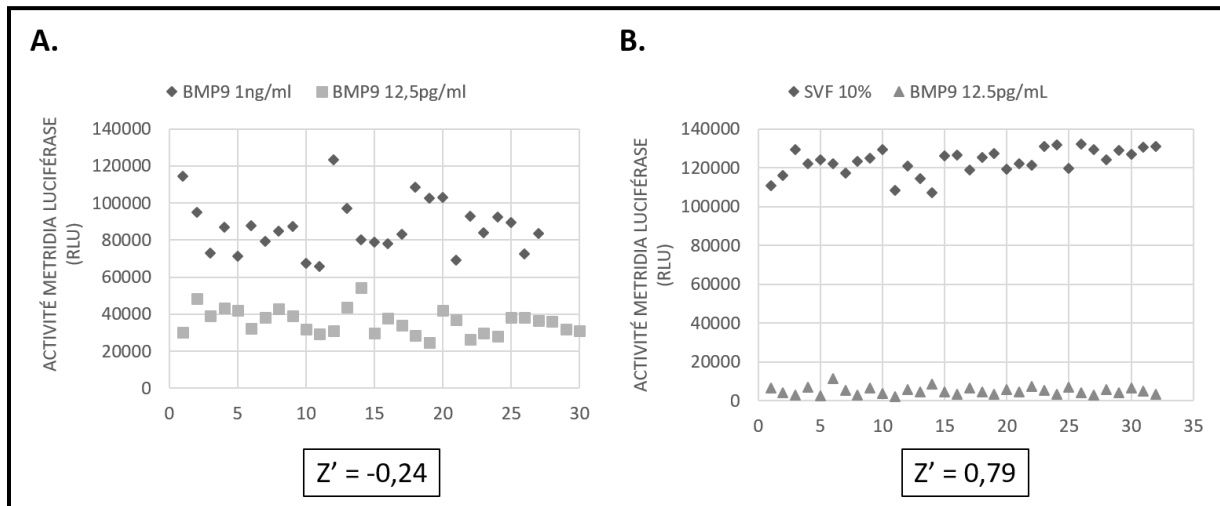 A.
BMP9 1ng/ml BMP9 12,5pg/ml
ACTIVITÉ METRIDIA LUCIFÉRASE
(RLU)
140000
120000
100000
80000
60000
40000
20000
0
0 5 10 15 20 25 30
Z’ = -0,24
B.
SVF 10% BMP9 12.5pg/mL
ACTIVITÉ METRIDIA LUCIFÉRASE
(RLU)
140000
120000
100000
80000
60000
40000
20000
0
0 5 10 15 20 25 30 35
Z’ = 0,79